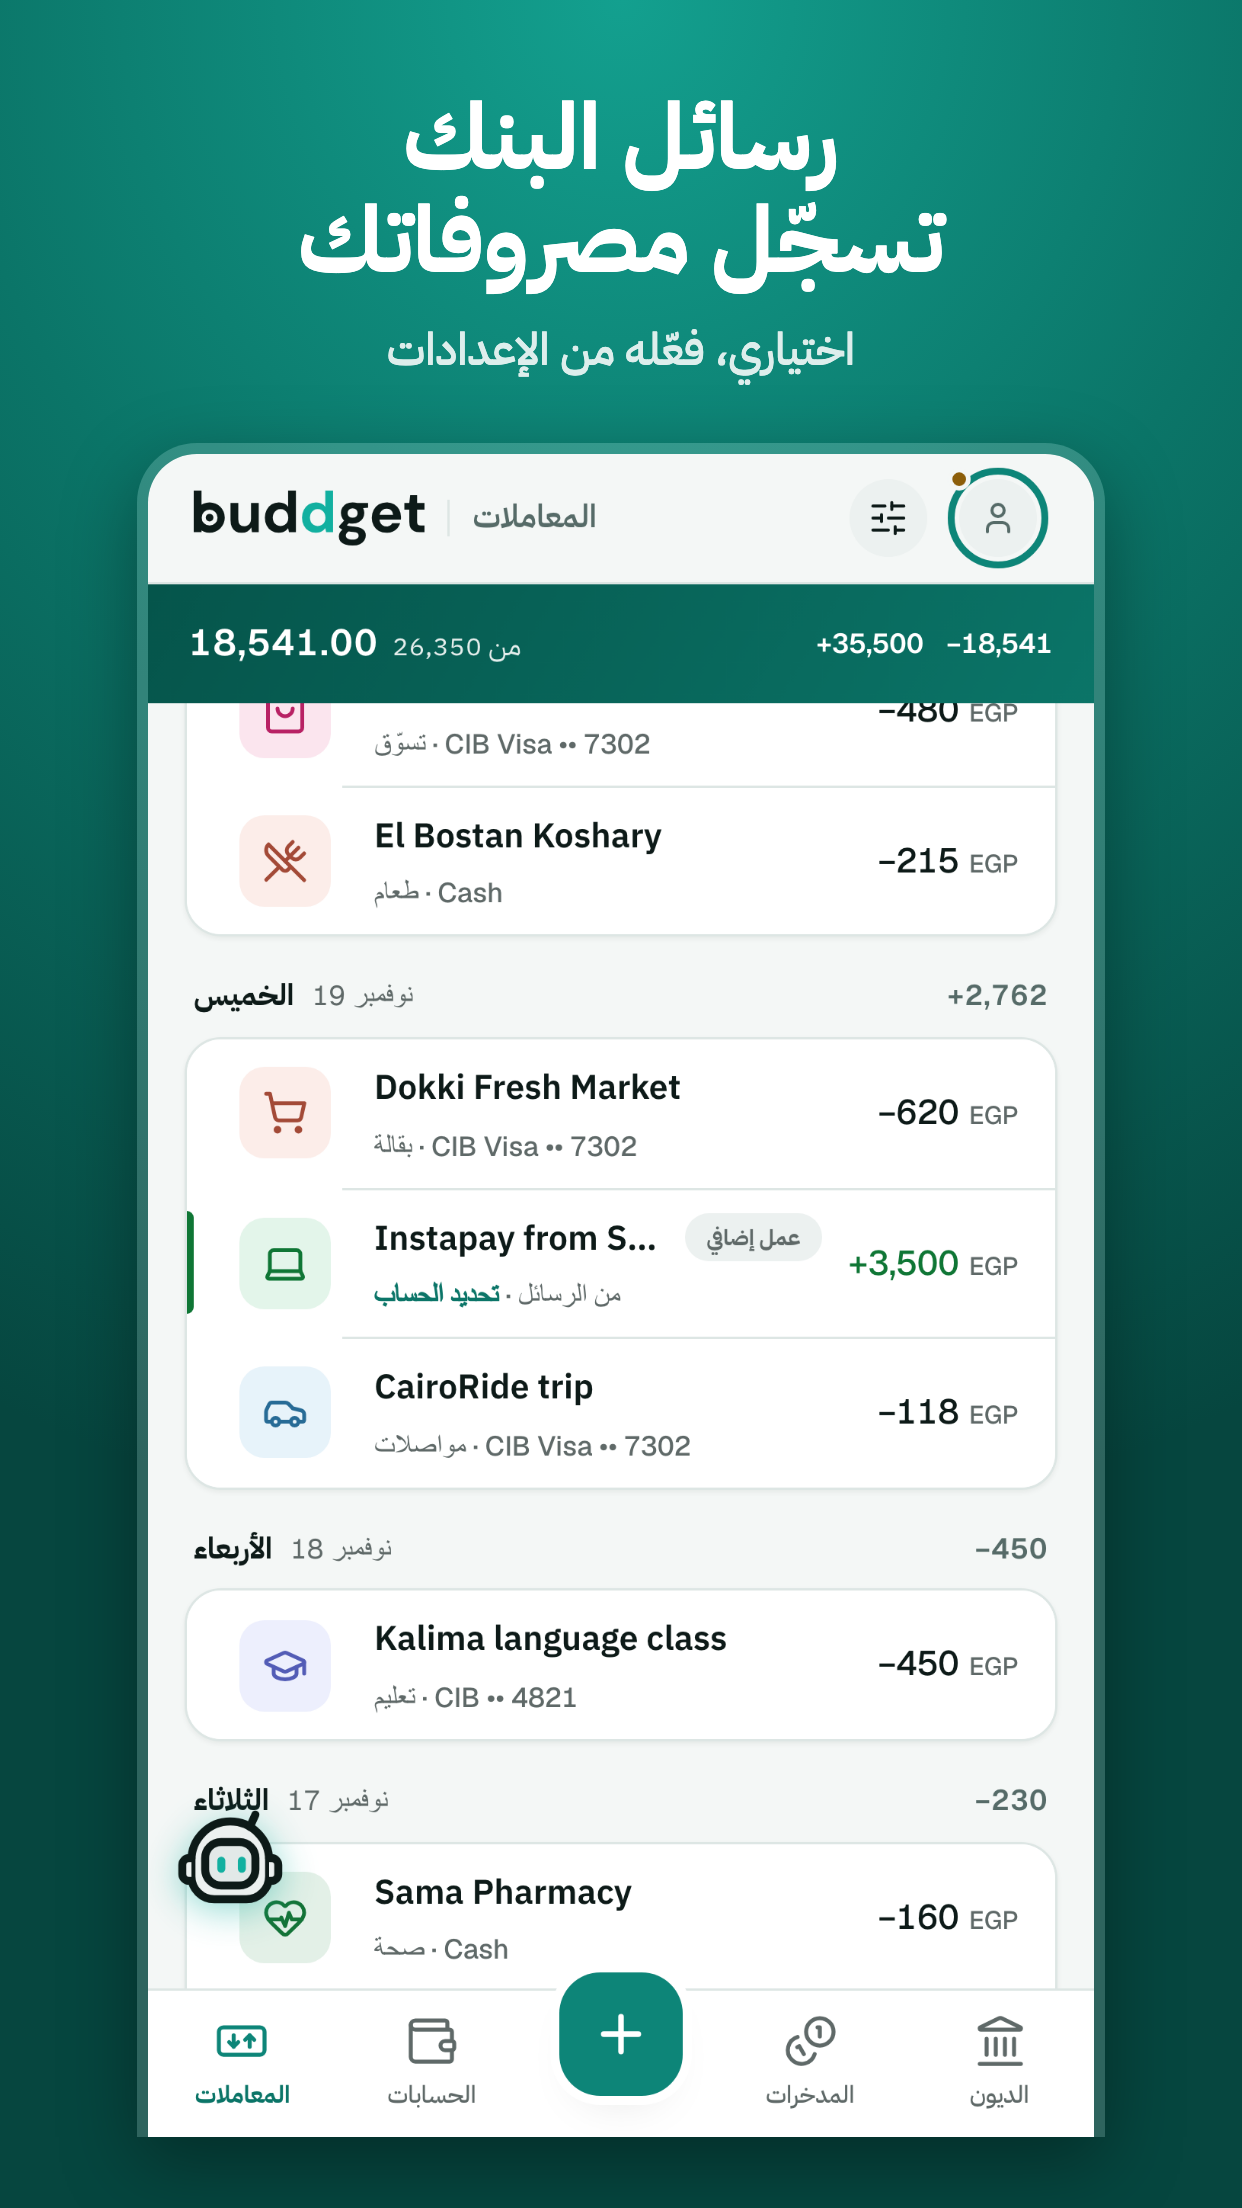 رسائل البنك
تسجّل مصروفاتك
اختياري، فعّله من الإعدادات
buddget | المعاملات
18,541.00 من 26,350 +35,500 −18,541
−480 EGP
تسوّق · CIB Visa •• 7302
El Bostan Koshary
−215 EGP
طعام · Cash
الخميس 19 نوفمبر +2,762
Dokki Fresh Market
−620 EGP
بقالة · CIB Visa •• 7302
Instapay from S... عمل إضافي
+3,500 EGP
من الرسائل · تحديد الحساب
CairoRide trip
−118 EGP
مواصلات · CIB Visa •• 7302
الأربعاء 18 نوفمبر −450
Kalima language class
−450 EGP
تعليم · CIB •• 4821
الثلاثاء 17 نوفمبر −230
Sama Pharmacy
−160 EGP
صحة · Cash
المعاملات الحسابات المدخرات الديون